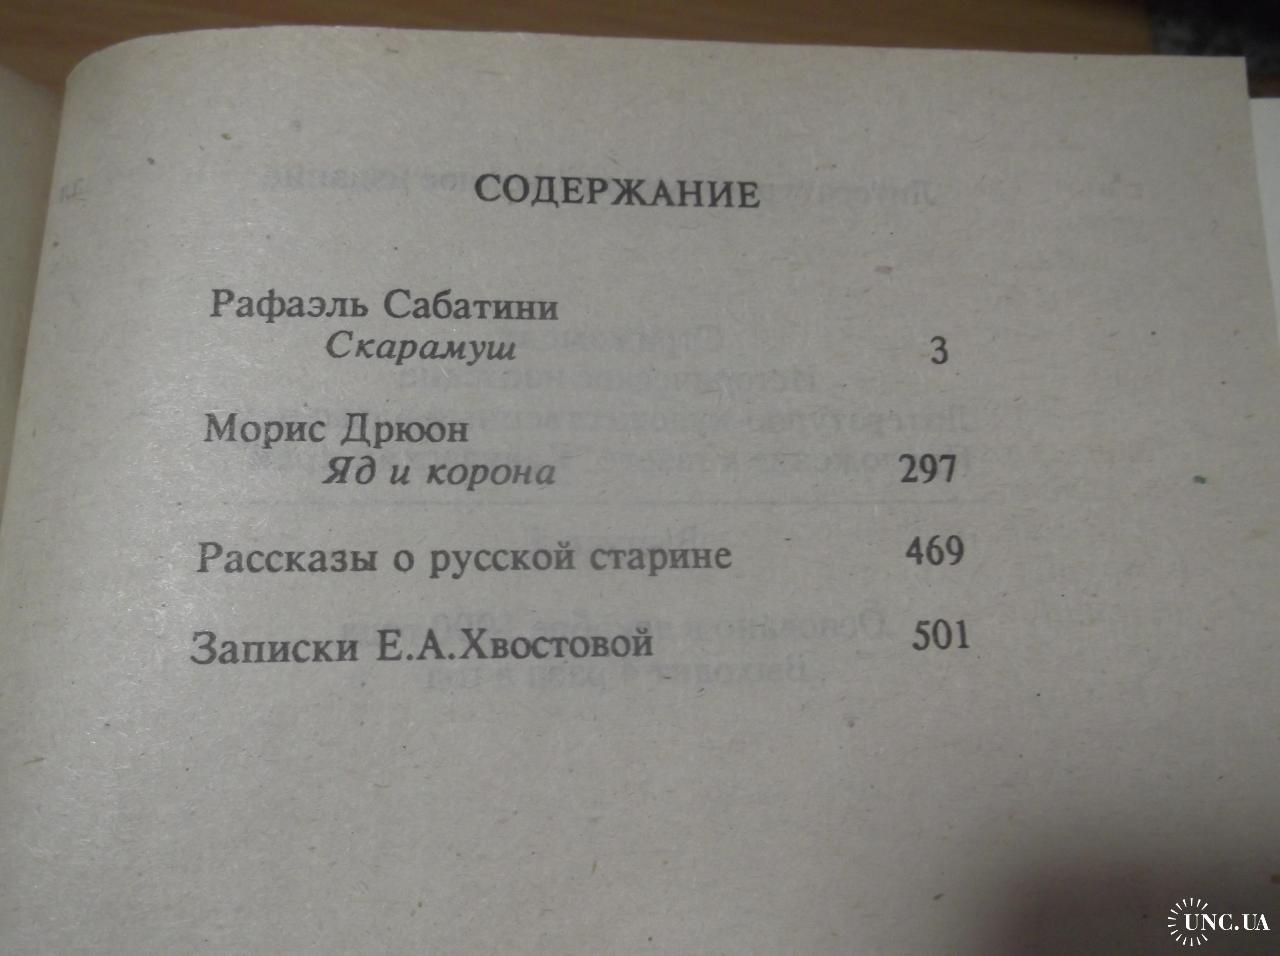 СОДЕРЖАНИЕ
Рафаэль Сабатини
Скарамуш 3
Морис Дрюон
Яд и корона 297
Рассказы о русской старине 469
Записки Е.А.Хвостовой 501
UNC.UA